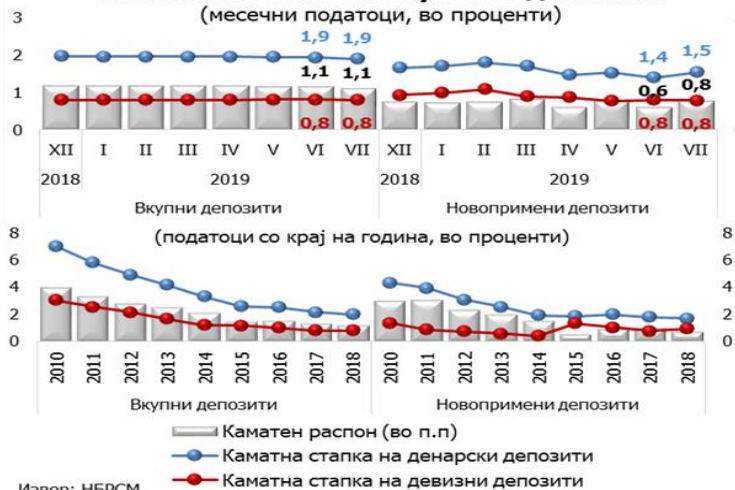 (месечни податоци, во проценти)
3
2
1
0
1,9 1,9
1,1 1,1
0,8 0,8
1,4 1,5
0,6 0,8
0,8 0,8
XII I II III IV V VI VII XII I II III IV V VI VII
2018 2019 2018 2019
Вкупни депозити Новопримени депозити
(податоци со крај на година, во проценти)
8 8
6 6
4 4
2 2
0 0
2010 2011 2012 2013 2014 2015 2016 2017 2018 2010 2011 2012 2013 2014 2015 2016 2017 2018
Вкупни депозити Новопримени депозити
Каматен распон (во п.п)
Каматна стапка на денарски депозити
Каматна стапка на девизни депозити
Извор: НБРСМ